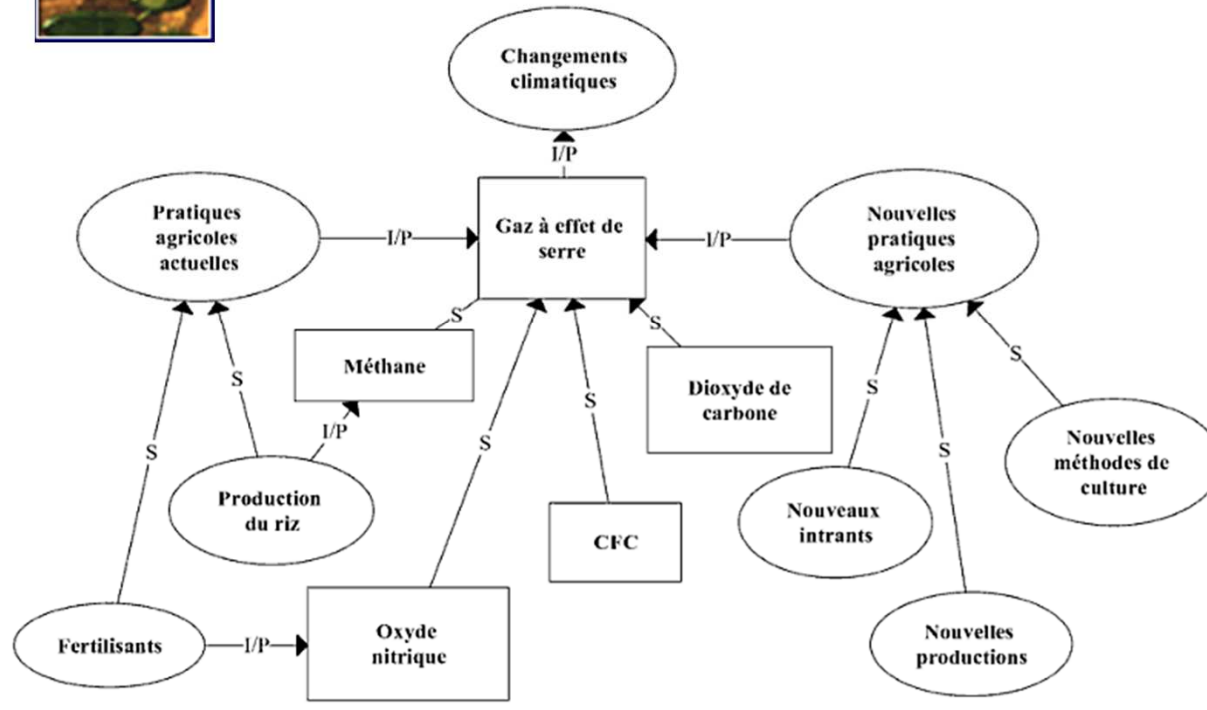 Changements
climatiques
I/P
Pratiques
agricoles
actuelles
I/P
Gaz à effet de
serre
I/P
Nouvelles
pratiques
agricoles
S
S
Méthane
Dioxyde de
carbone
S
S
S
S
I/P
S
S
S
S
Nouvelles
méthodes de
culture
Production
du riz
Nouveaux
intrants
CFC
Fertilisants
I/P
Oxyde
nitrique
Nouvelles
productions